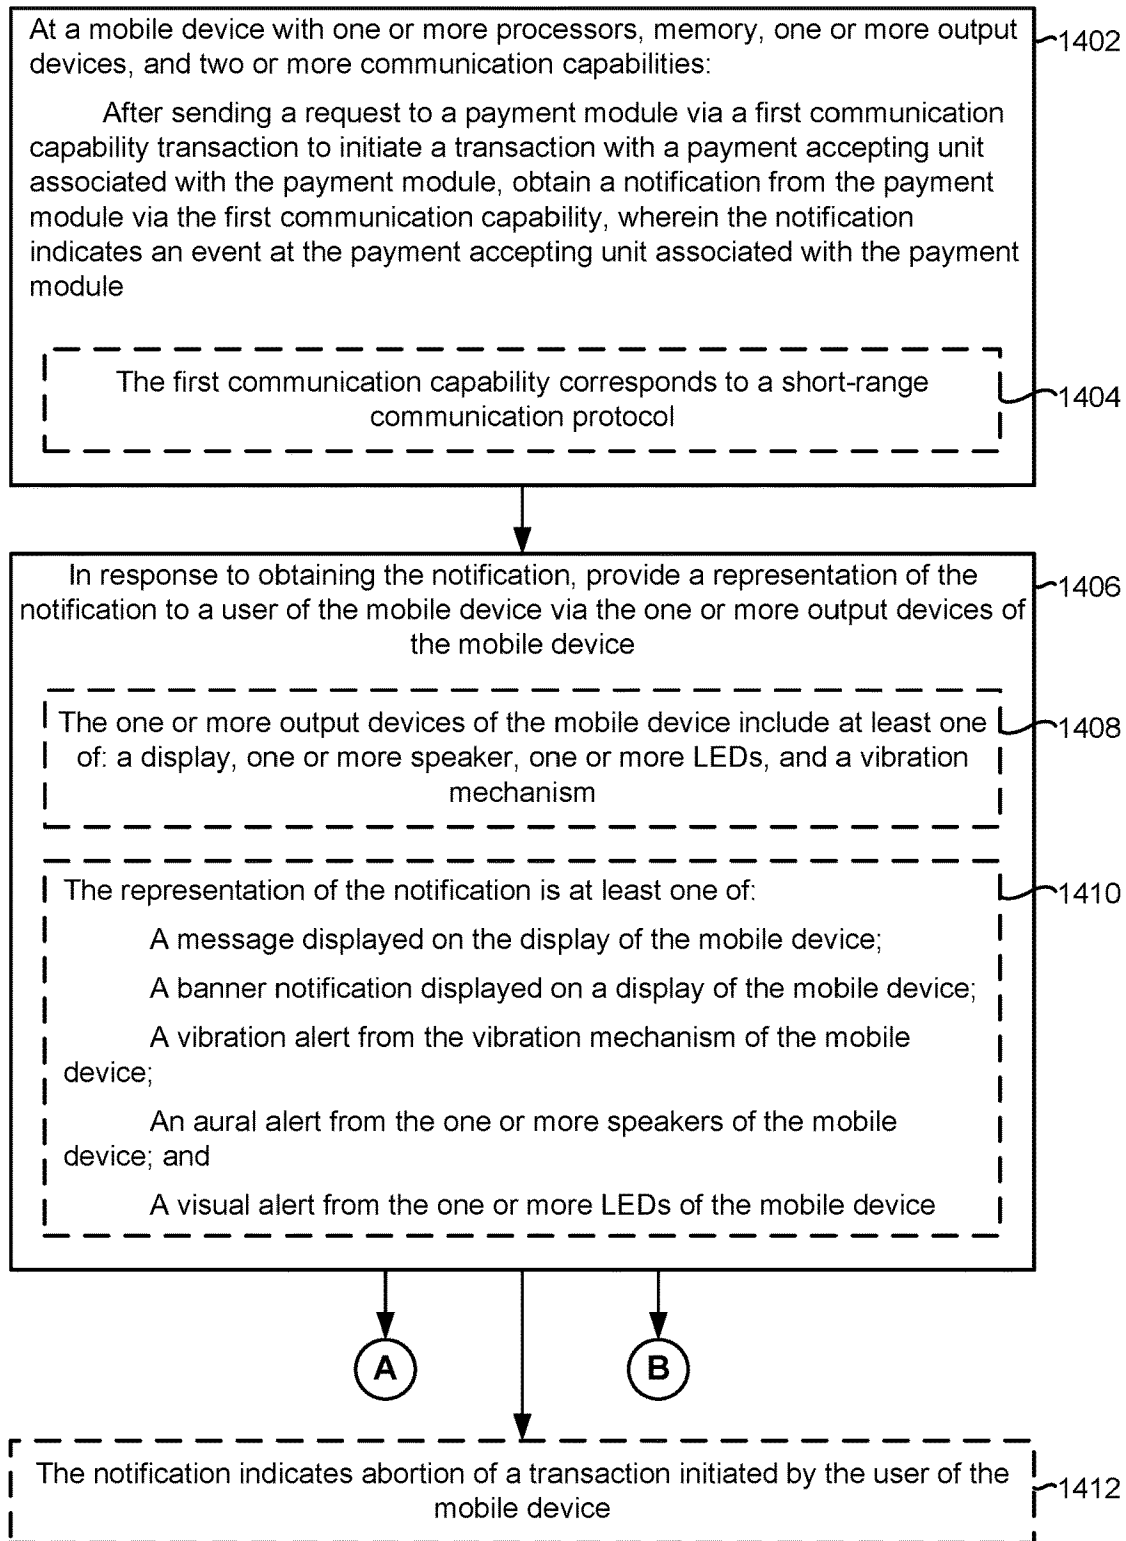 At a mobile device with one or more processors, memory, one or more output
devices, and two or more communication capabilities:
1402
After sending a request to a payment module via a first communication
capability transaction to initiate a transaction with a payment accepting unit
associated with the payment module, obtain a notification from the payment
module via the first communication capability, wherein the notification
indicates an event at the payment accepting unit associated with the payment
module
The first communication capability corresponds to a short-range
communication protocol
1404
In response to obtaining the notification, provide a representation of the
notification to a user of the mobile device via the one or more output devices of
the mobile device
1406
The one or more output devices of the mobile device include at least one
of: a display, one or more speaker, one or more LEDs, and a vibration
mechanism
1408
The representation of the notification is at least one of:
1410
A message displayed on the display of the mobile device;
A banner notification displayed on a display of the mobile device;
A vibration alert from the vibration mechanism of the mobile
device;
An aural alert from the one or more speakers of the mobile
device; and
A visual alert from the one or more LEDs of the mobile device
A
B
The notification indicates abortion of a transaction initiated by the user of the
mobile device
1412